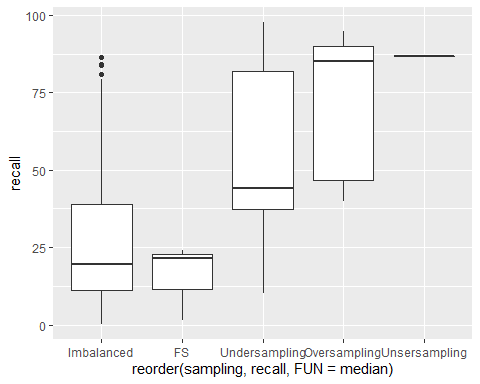 100
75
50
25
0
recall
Imbalanced FS Undersampling Oversampling Unsersampling
reorder(sampling, recall, FUN = median)